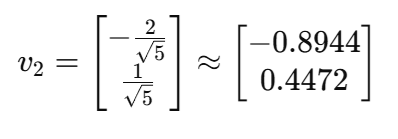 v₂ = [−2/√5; 1/√5] ≈ [−0.8944; 0.4472]